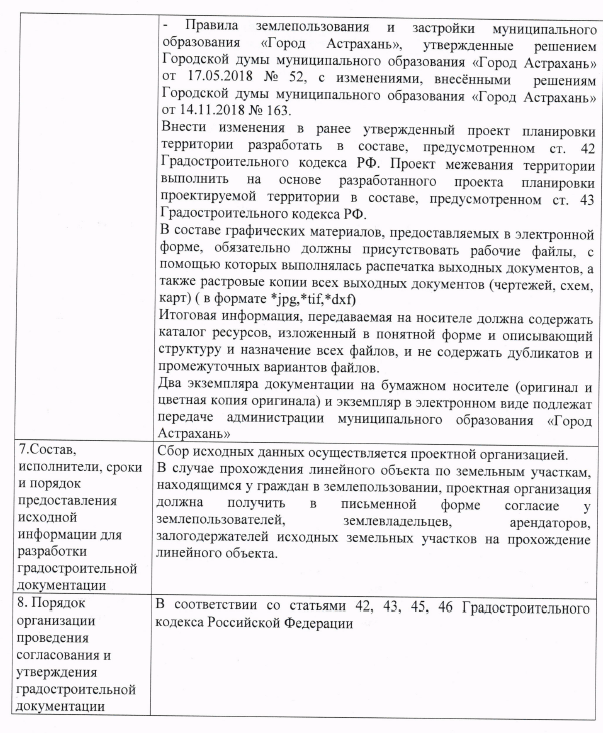 - Правила землепользования и застройки муниципального
образования «Город Астрахань», утвержденные решением
Городской думы муниципального образования «Город Астрахань»
от 17.05.2018 № 52, с изменениями, внесёнными решениям
Городской думы муниципального образования «Город Астрахань»
от 14.11.2018 № 163.
Внести изменения в ранее утвержденный проект планировки
территории разработать в составе, предусмотренном ст. 42
Градостроительного кодекса РФ. Проект межевания территории
выполнить на основе разработанного проекта планировки
проектируемой территории в составе, предусмотренном ст. 43
Градостроительного кодекса РФ.
В составе графических материалов, предоставляемых в электронной
форме, обязательно должны присутствовать рабочие файлы, с
помощью которых выполнялась распечатка выходных документов, а
также растровые копии всех выходных документов (чертежей, схем,
карт) ( в формате *jpg,*tif,*dxf)
Итоговая информация, передаваемая на носителе должна содержать
каталог ресурсов, изложенный в понятной форме и описывающий
структуру и назначение всех файлов, и не содержать дубликатов и
промежуточных вариантов файлов.
Два экземпляра документации на бумажном носителе (оригинал и
цветная копия оригинала) и экземпляр в электронном виде подлежат
передаче администрации муниципального образования «Город
Астрахань»
7.Состав,
исполнители, сроки
и порядок
предоставления
исходной
информации для
разработки
градостроительной
документации
Сбор исходных данных осуществляется проектной организацией.
В случае прохождения линейного объекта по земельным участкам,
находящимся у граждан в землепользовании, проектная организация
должна получить в письменной форме согласие у
землепользователей, землевладельцев, арендаторов,
залогодержателей исходных земельных участков на прохождение
линейного объекта.
8. Порядок
организации
проведения
согласования и
утверждения
градостроительной
документации
В соответствии со статьями 42, 43, 45, 46 Градостроительного
кодекса Российской Федерации